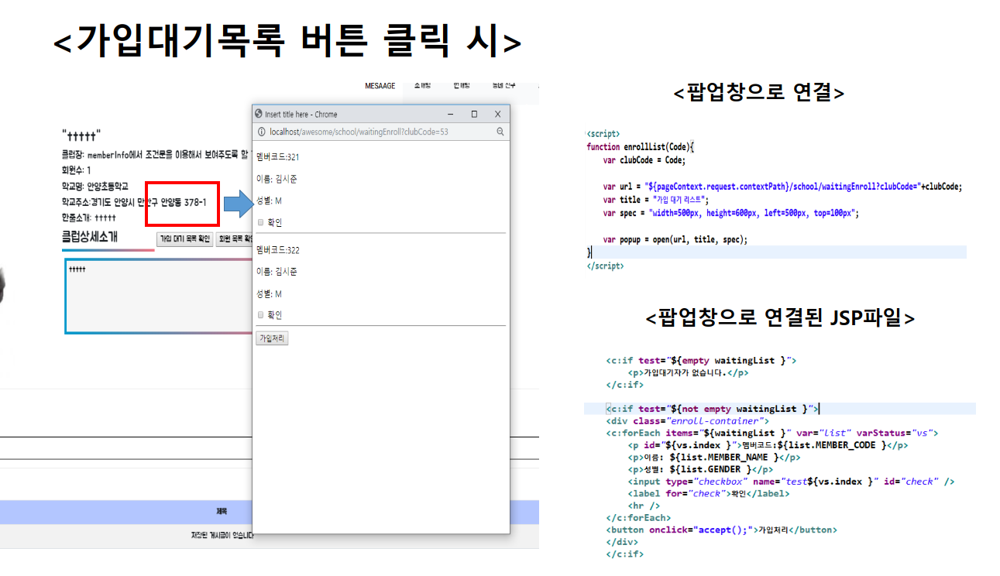 <가입대기목록 버튼 클릭 시>
MESAAGE 소개팅 번개팅 동네 친구
"†††††"
클럽장: memberInfo에서 조건문을 이용해서 보여주도록 할
회원수: 1
학교명: 안양초등학교
학교주소:경기도 안양시 만안구 안양동 378-1
한줄소개: †††††
클럽상세소개
가입 대기 목록 확인
회원 목록 확인
†††††
제목
저장된 게시글이 없습니다
Insert title here - Chrome
localhost/awesome/school/waitingEnroll?clubCode=53
멤버코드:321
이름: 김시준
성별: M
확인
멤버코드:322
이름: 김시준
성별: M
확인
가입처리
<팝업창으로 연결>
<script>
function enrollList(Code){
var clubCode = Code;
var url = "${pageContext.request.contextPath}/school/waitingEnroll?clubCode="+clubCode;
var title = "가입 대기 리스트";
var spec = "width=500px, height=600px, left=500px, top=100px";
var popup = open(url, title, spec);
}
</script>
<팝업창으로 연결된 JSP파일>
<c:if test="${empty waitingList }">
<p>가입대기자가 없습니다.</p>
</c:if>
<c:if test="${not empty waitingList }">
<div class="enroll-container">
<c:forEach items="${waitingList }" var="list" varStatus="vs">
<p id="${vs.index }">멤버코드:${list.MEMBER_CODE }</p>
<p>이름: ${list.MEMBER_NAME }</p>
<p>성별: ${list.GENDER }</p>
<input type="checkbox" name="test${vs.index }" id="check" />
<label for="check">확인</label>
<hr />
</c:forEach>
<button onclick="accept();">가입처리</button>
</div>
</c:if>